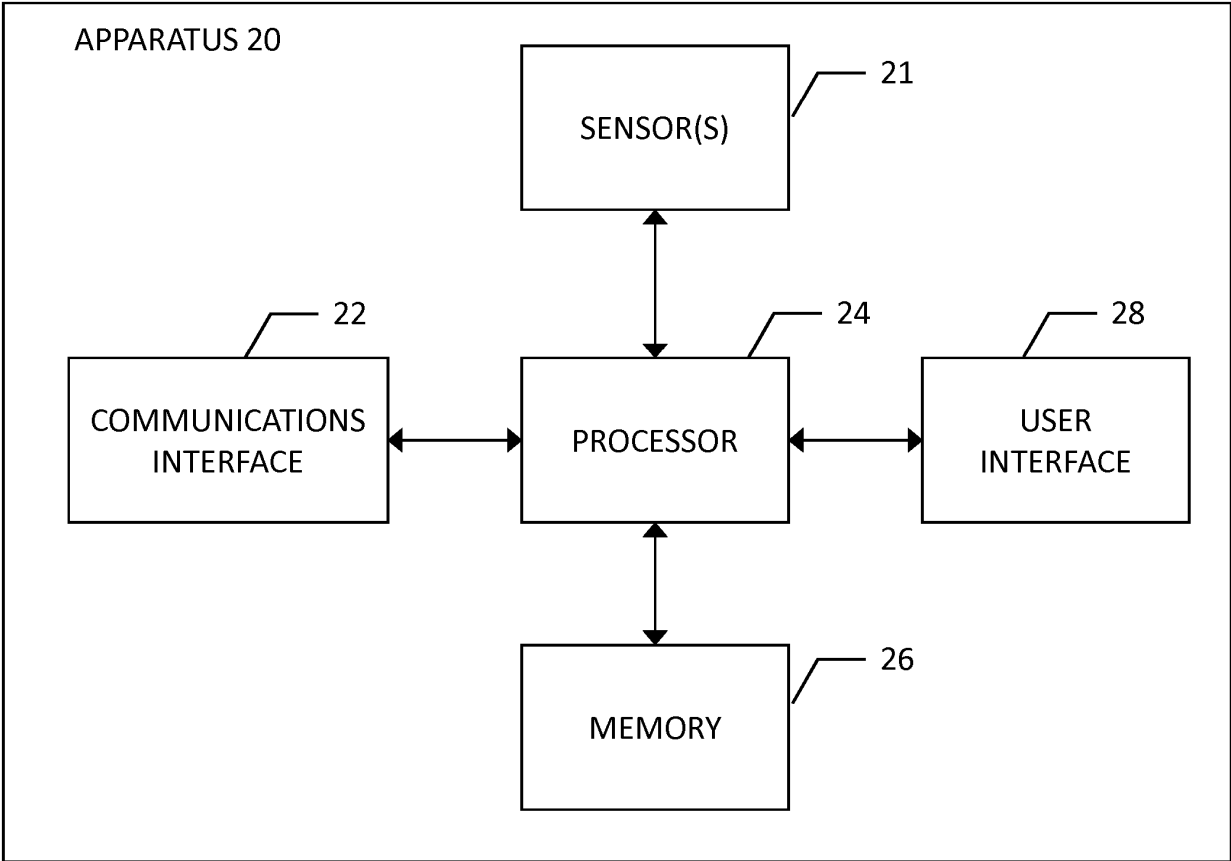 APPARATUS 20
21
SENSOR(S)
22
24
28
COMMUNICATIONS
INTERFACE
PROCESSOR
USER
INTERFACE
26
MEMORY